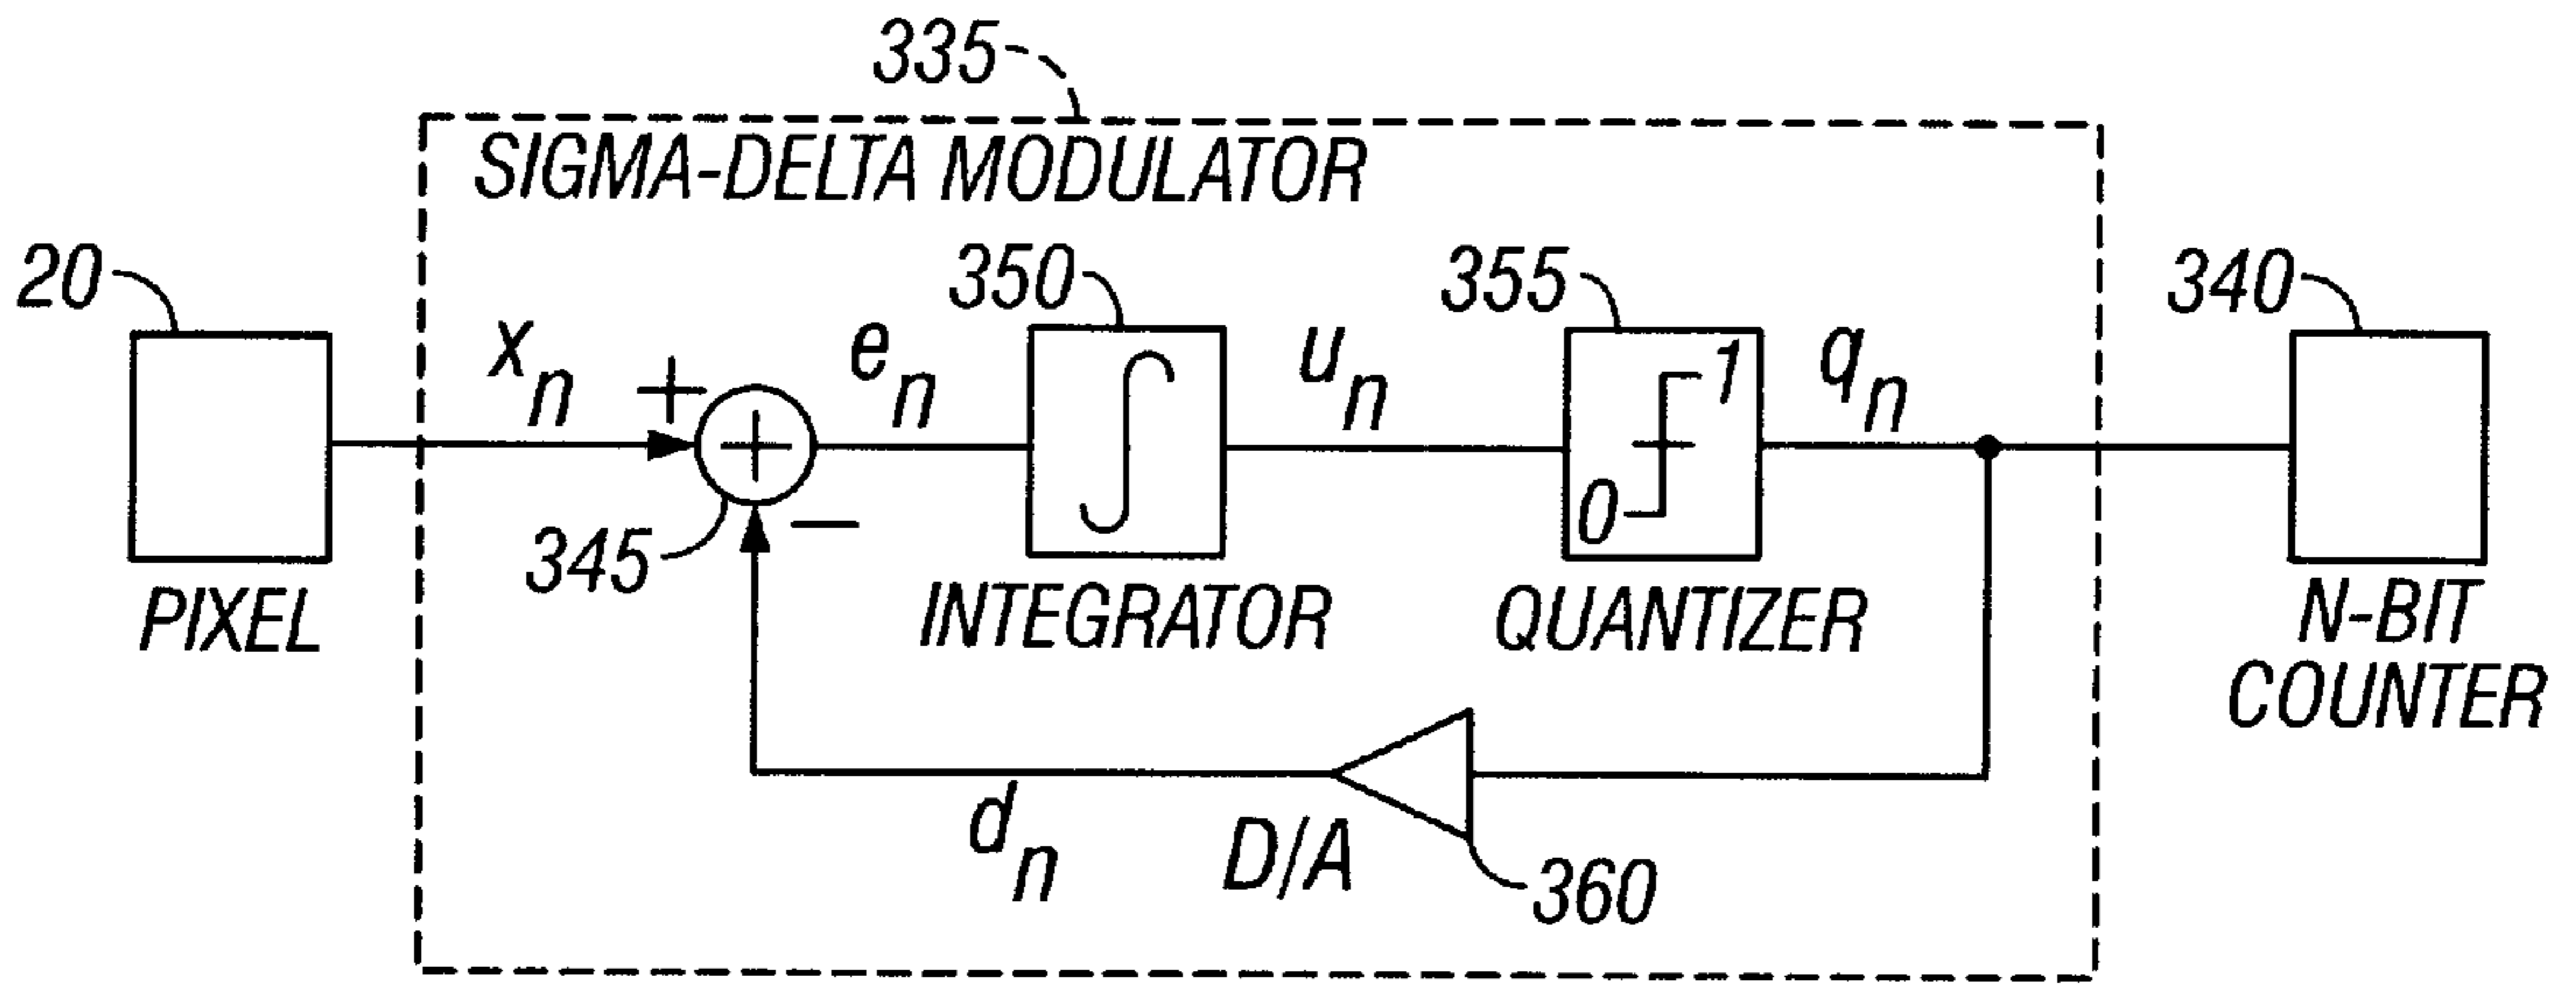 335
SIGMA-DELTA MODULATOR
20
350
355
340
x_n
+
e_n
u_n
1
q_n
+
0
345
−
PIXEL
INTEGRATOR
QUANTIZER
N-BIT
COUNTER
d_n
D/A
360